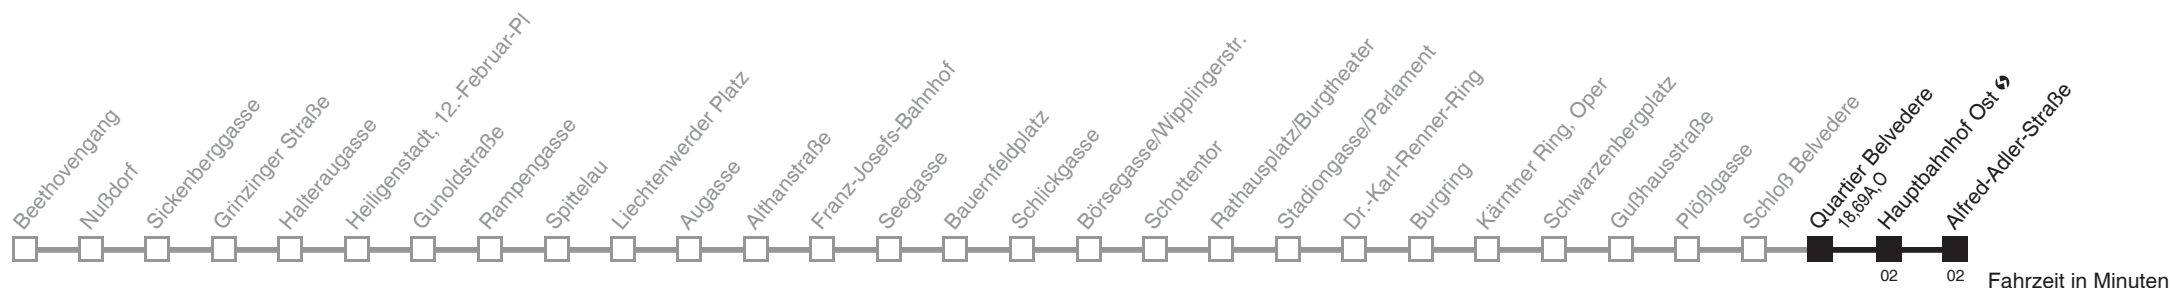 Beethovengang
Nußdorf
Sickenberggasse
Grinzinger Straße
Halteraugasse
Heiligenstadt, 12.-Februar-Pl
Gunoldstraße
Rampengasse
Spittelau
Liechtenwerder Platz
Augasse
Althanstraße
Franz-Josefs-Bahnhof
Seegasse
Bauernfeldplatz
Schlickgasse
Börsegasse/Wipplingerstr.
Schottentor
Rathausplatz/Burgtheater
Stadiongasse/Parlament
Dr.-Karl-Renner-Ring
Burgring
Kärntner Ring, Oper
Schwarzenbergplatz
Gußhausstraße
Plößlgasse
Schloß Belvedere
Quartier Belvedere
18,69A,O
Hauptbahnhof Ost
Alfred-Adler-Straße
02
02
Fahrzeit in Minuten